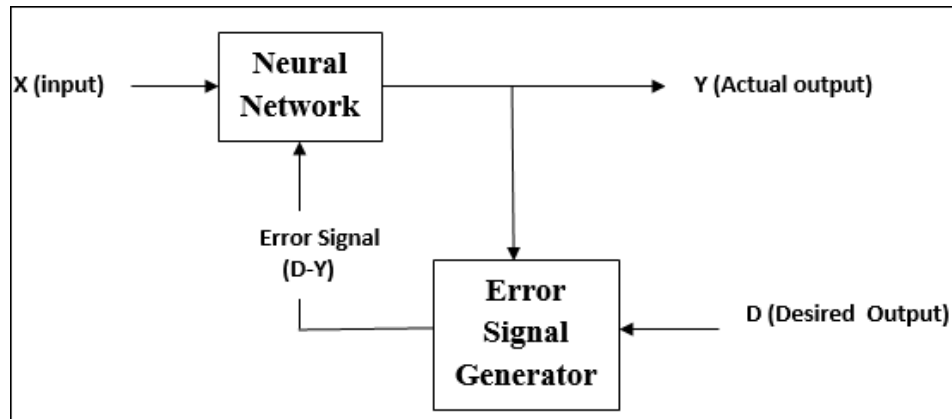 Neural
Network
X (input)
Y (Actual output)
Error Signal
(D-Y)
Error
Signal
Generator
D (Desired Output)